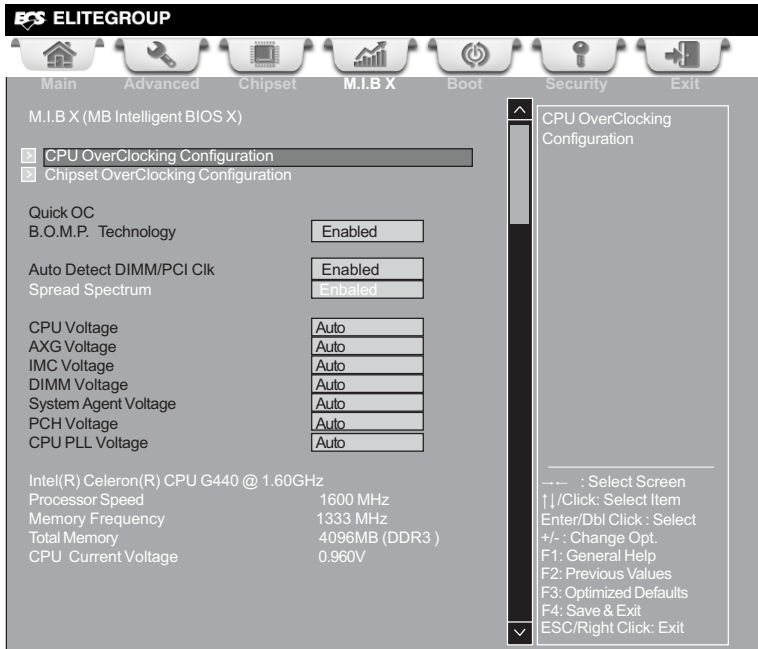 ECS ELITEGROUP
Main Advanced Chipset M.I.B X Boot Security Exit
M.I.B X (MB Intelligent BIOS X)
CPU OverClocking Configuration
Chipset OverClocking Configuration
Quick OC
B.O.M.P. Technology Enabled
Auto Detect DIMM/PCI Clk Enabled
Spread Spectrum Enbaled
CPU Voltage Auto
AXG Voltage Auto
IMC Voltage Auto
DIMM Voltage Auto
System Agent Voltage Auto
PCH Voltage Auto
CPU PLL Voltage Auto
Intel(R) Celeron(R) CPU G440 @ 1.60GHz
Processor Speed 1600 MHz
Memory Frequency 1333 MHz
Total Memory 4096MB (DDR3 )
CPU Current Voltage 0.960V
CPU OverClocking
Configuration
→← : Select Screen
↑↓/Click: Select Item
Enter/Dbl Click : Select
+/- : Change Opt.
F1: General Help
F2: Previous Values
F3: Optimized Defaults
F4: Save & Exit
ESC/Right Click: Exit